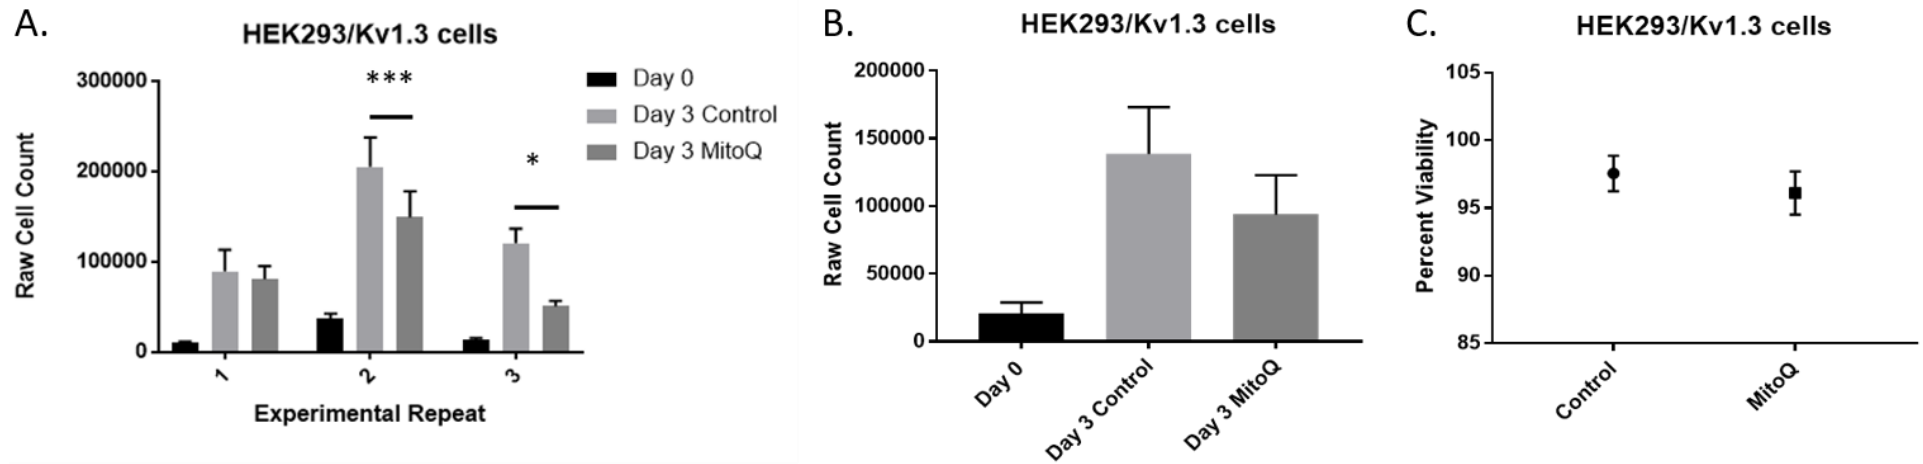 A.
HEK293/Kv1.3 cells
Raw Cell Count
300000
200000
100000
0
***
*
1
2
3
Experimental Repeat
Day 0
Day 3 Control
Day 3 MitoQ
B.
HEK293/Kv1.3 cells
Raw Cell Count
200000
150000
100000
50000
0
Day 0
Day 3 Control
Day 3 MitoQ
C.
HEK293/Kv1.3 cells
Percent Viability
105
100
95
90
85
Control
MitoQ